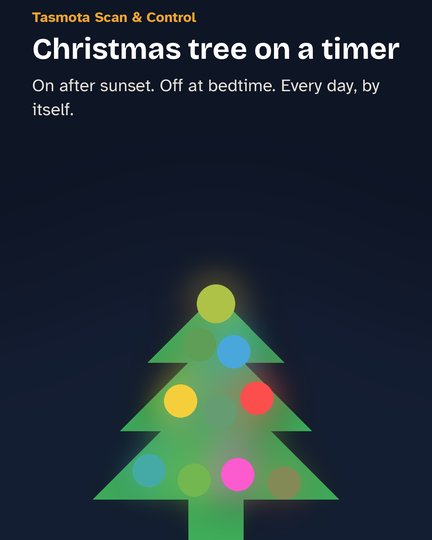 Tasmota Scan & Control
Christmas tree on a timer
On after sunset. Off at bedtime. Every day, by
itself.